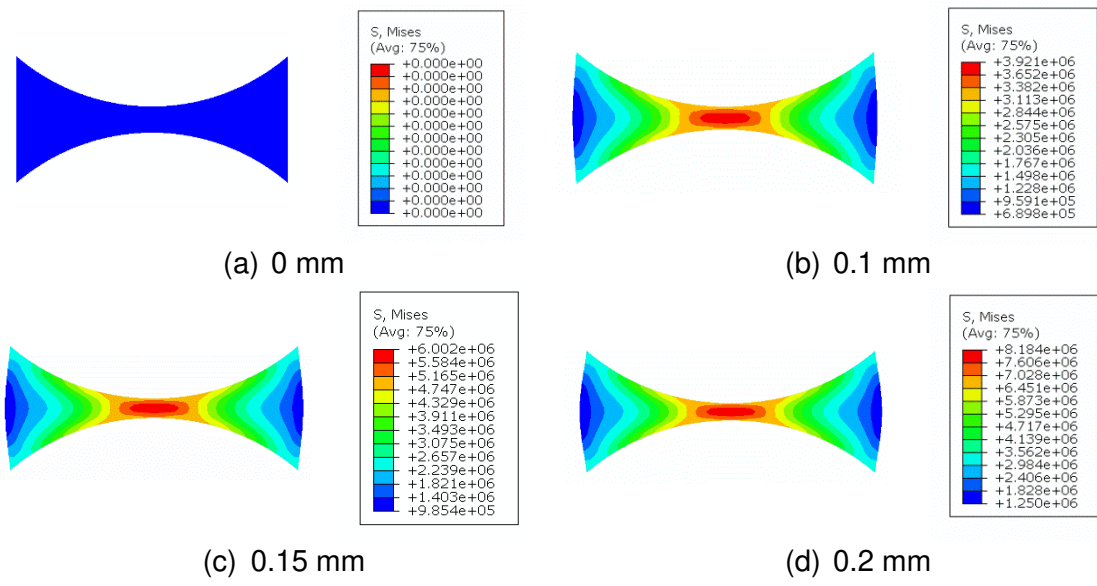 S, Mises
(Avg: 75%)
+0.000e+00
+0.000e+00
+0.000e+00
+0.000e+00
+0.000e+00
+0.000e+00
+0.000e+00
+0.000e+00
+0.000e+00
+0.000e+00
+0.000e+00
+0.000e+00
+0.000e+00
(a) 0 mm
S, Mises
(Avg: 75%)
+3.921e+06
+3.652e+06
+3.382e+06
+3.113e+06
+2.844e+06
+2.575e+06
+2.305e+06
+2.036e+06
+1.767e+06
+1.498e+06
+1.228e+06
+9.591e+05
+6.898e+05
(b) 0.1 mm
S, Mises
(Avg: 75%)
+6.002e+06
+5.584e+06
+5.165e+06
+4.747e+06
+4.329e+06
+3.911e+06
+3.493e+06
+3.075e+06
+2.657e+06
+2.239e+06
+1.821e+06
+1.403e+06
+9.854e+05
(c) 0.15 mm
S, Mises
(Avg: 75%)
+8.184e+06
+7.606e+06
+7.028e+06
+6.451e+06
+5.873e+06
+5.295e+06
+4.717e+06
+4.139e+06
+3.562e+06
+2.984e+06
+2.406e+06
+1.828e+06
+1.250e+06
(d) 0.2 mm